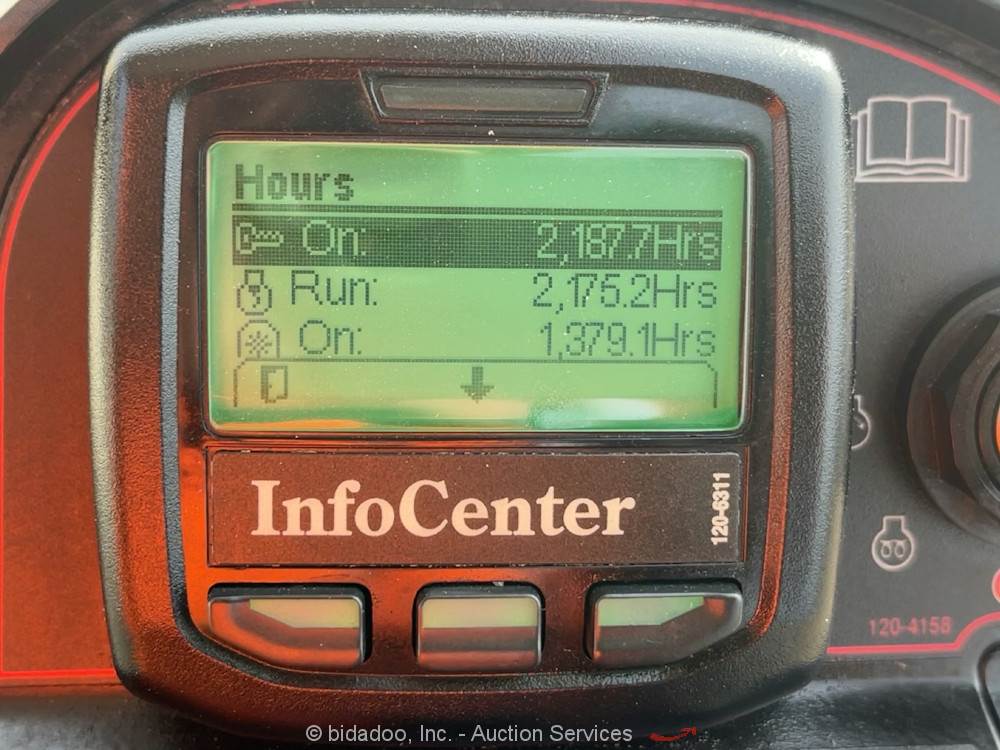 Hours
On: 2,187.7Hrs
Run: 2,175.2Hrs
On: 1,379.1Hrs
InfoCenter
120-6311
120-4158
© bidadoo, Inc. - Auction Services